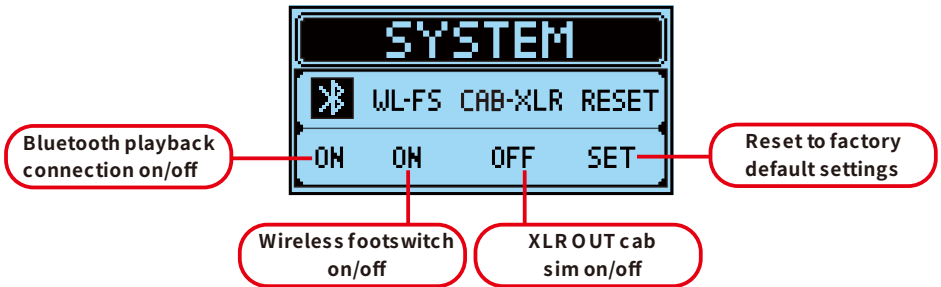 SYSTEM
WL-FS CAB-XLR RESET
ON ON OFF SET
Bluetooth playback
connection on/off
Reset to factory
default settings
Wireless footswitch
on/off
XLR OUT cab
sim on/off